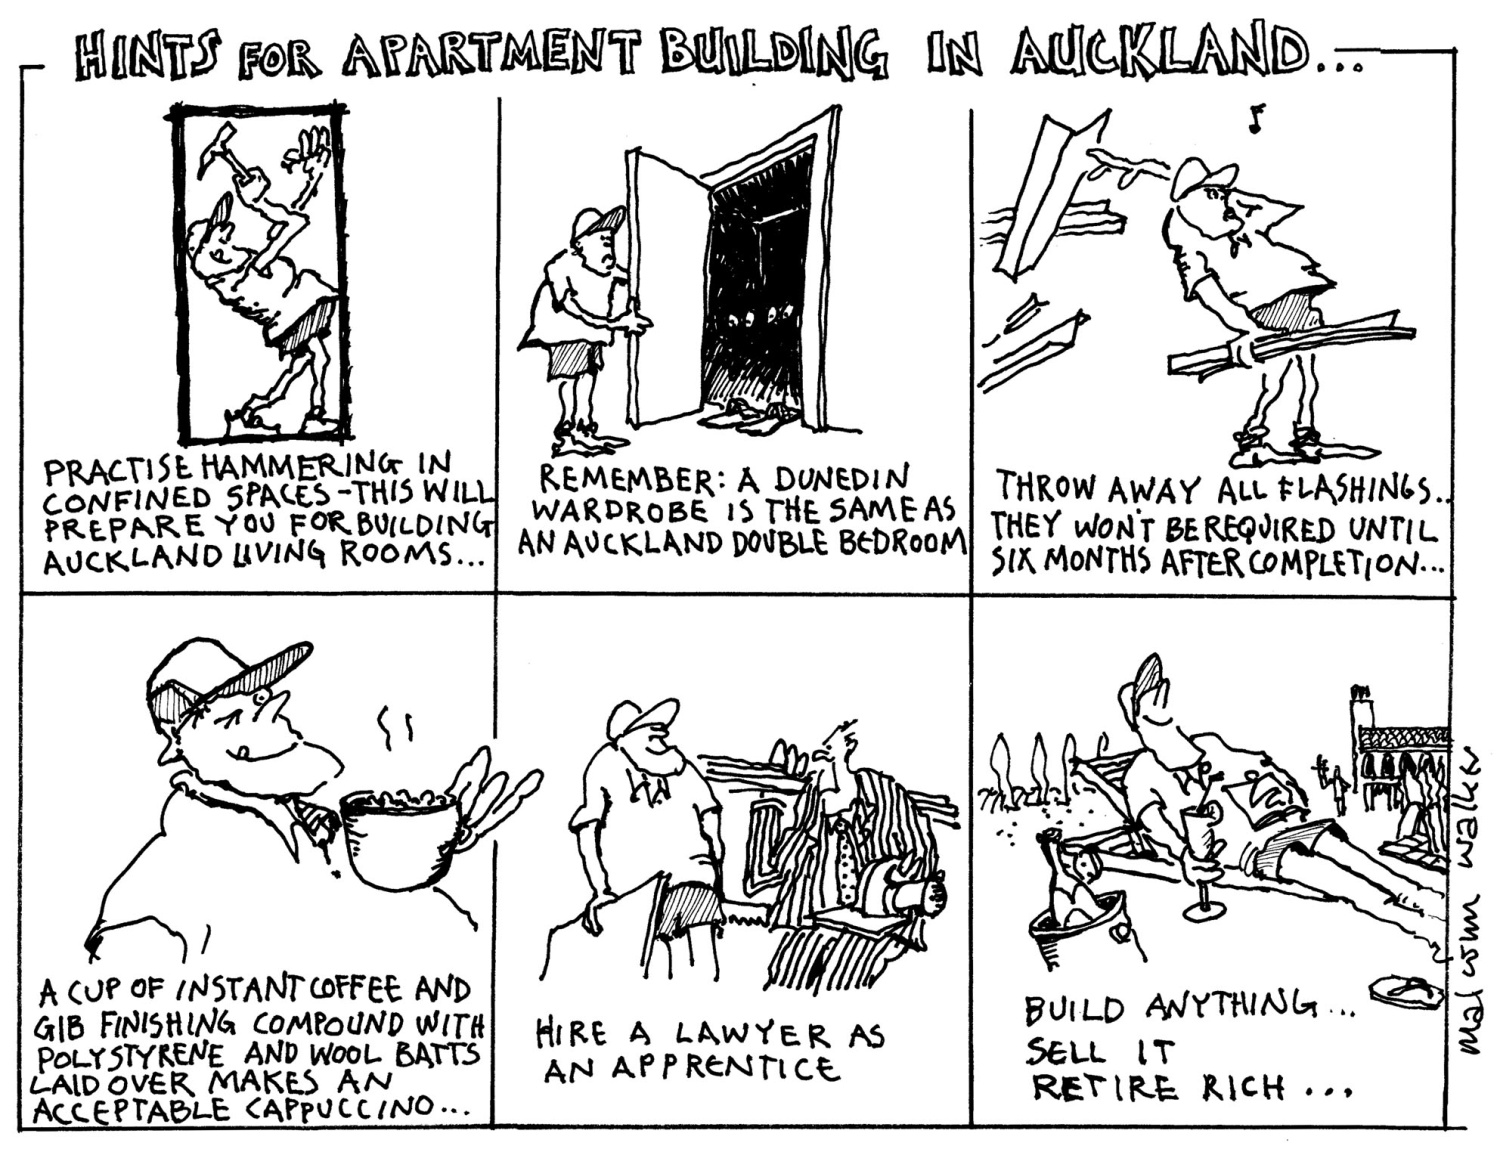 HINTS FOR APARTMENT BUILDING IN AUCKLAND...
PRACTISE HAMMERING IN
CONFINED SPACES - THIS WILL
PREPARE YOU FOR BUILDING
AUCKLAND LIVING ROOMS...
REMEMBER: A DUNEDIN
WARDROBE IS THE SAME AS
AN AUCKLAND DOUBLE BEDROOM
THROW AWAY ALL FLASHINGS..
THEY WON'T BE REQUIRED UNTIL
SIX MONTHS AFTER COMPLETION...
A CUP OF INSTANT COFFEE AND
GIB FINISHING COMPOUND WITH
POLYSTYRENE AND WOOL BATTS
LAID OVER MAKES AN
ACCEPTABLE CAPPUCCINO...
HIRE A LAWYER AS
AN APPRENTICE
BUILD ANYTHING...
SELL IT
RETIRE RICH...
malcolm walker